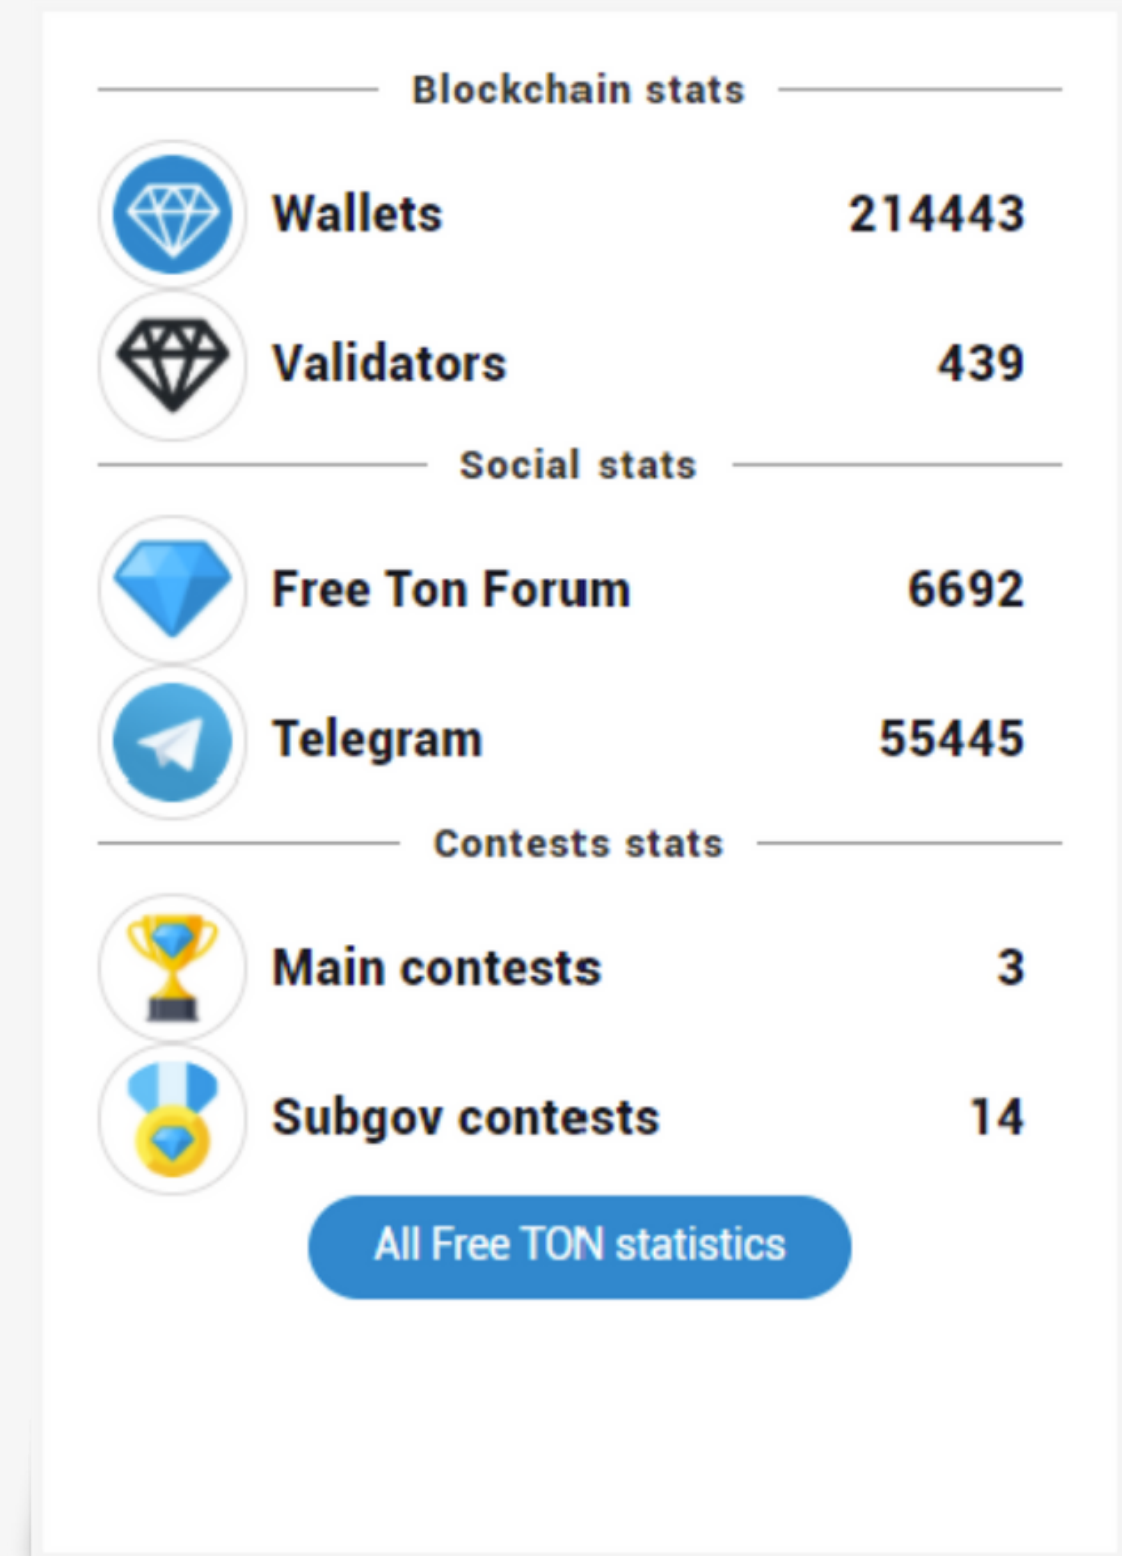 Blockchain stats
Wallets 214443
Validators 439
Social stats
Free Ton Forum 6692
Telegram 55445
Contests stats
Main contests 3
Subgov contests 14
All Free TON statistics